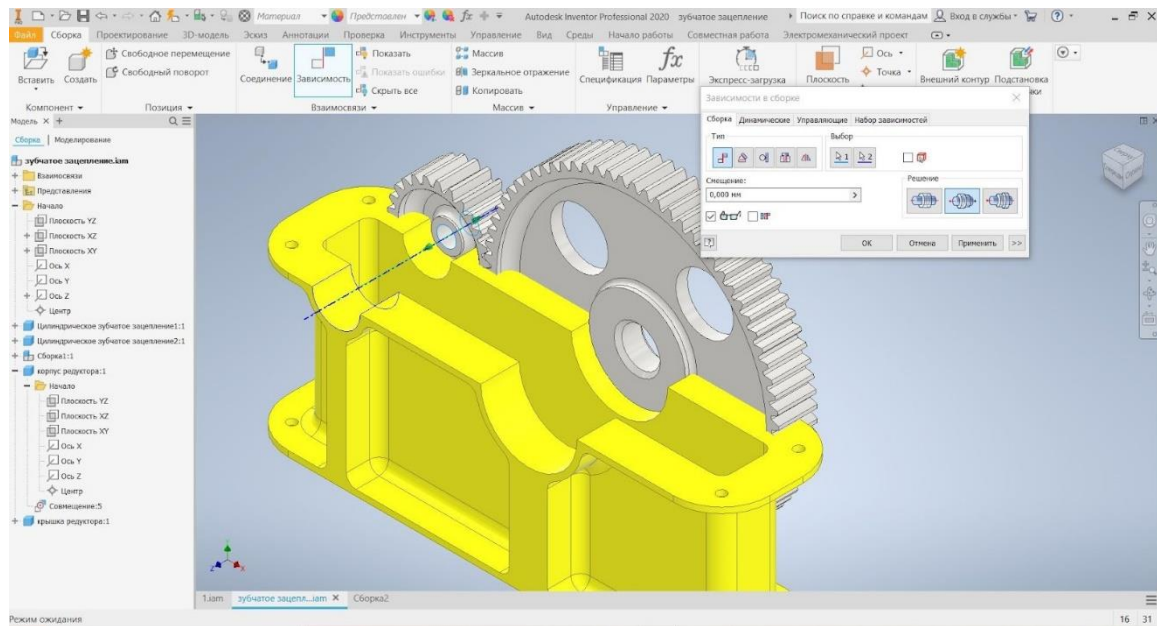 Материал
Представлен
Autodesk Inventor Professional 2020 зубчатое зацепление
Поиск по справке и командам
Вход в службы
Файл Сборка Проектирование 3D-модель Эскиз Аннотации Проверка Инструменты Управление Вид Среды Начало работы Совместная работа Электромеханический проект
Вставить
Создать
Свободное перемещение
Свободный поворот
Соединение
Зависимость
Показать
Показать ошибки
Скрыть все
Массив
Зеркальное отражение
Копировать
Спецификация
fx
Параметры
Экспресс-загрузка
Плоскость
Ось
Точка
Внешний контур
Подстановка
Компонент
Позиция
Взаимосвязи
Массив
Управление
Модель
Сборка | Моделирование
зубчатое зацепление.iam
Взаимосвязи
Представления
Начало
Плоскость YZ
Плоскость XZ
Плоскость XY
Ось X
Ось Y
Ось Z
Центр
Цилиндрическое зубчатое зацепление1:1
Цилиндрическое зубчатое зацепление2:1
Сборка1:1
корпус редуктора:1
Начало
Плоскость YZ
Плоскость XZ
Плоскость XY
Ось X
Ось Y
Ось Z
Центр
Совмещение:5
крышка редуктора:1
Зависимости в сборке
Сборка Динамические Управляющие Набор зависимостей
Тип
Выбор
1 2
Смещение:
0,000 мм
Решение
ОК Отмена Применить >>
1.iam
зубчатое зацепл...iam
Сборка2
Режим ожидания
16 31